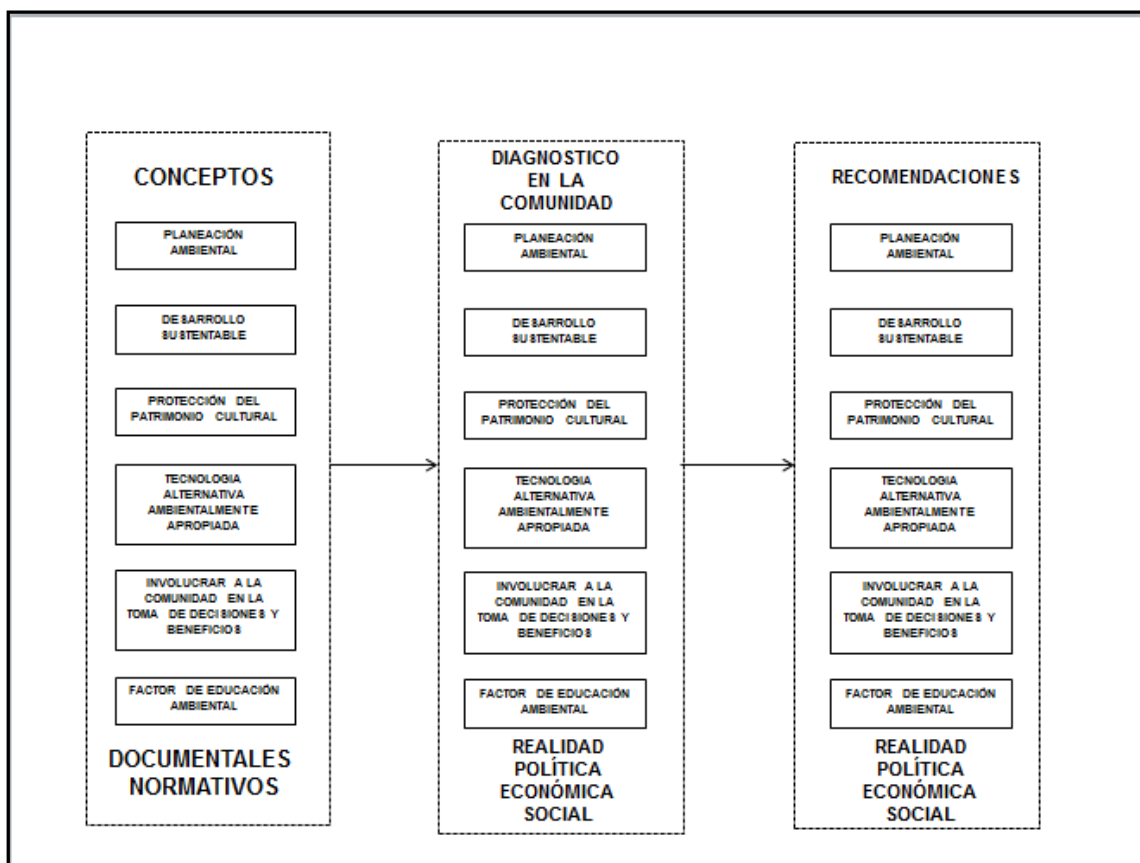 CONCEPTOS
PLANEACIÓN
AMBIENTAL
DESARROLLO
SUSTENTABLE
PROTECCIÓN DEL
PATRIMONIO CULTURAL
TECNOLOGIA
ALTERNATIVA
AMBIENTALMENTE
APROPIADA
INVOLUCRAR A LA
COMUNIDAD EN LA
TOMA DE DECISIONES Y
BENEFICIOS
FACTOR DE EDUCACIÓN
AMBIENTAL
DOCUMENTALES
NORMATIVOS
DIAGNOSTICO
EN LA
COMUNIDAD
PLANEACIÓN
AMBIENTAL
DESARROLLO
SUSTENTABLE
PROTECCIÓN DEL
PATRIMONIO CULTURAL
TECNOLOGIA
ALTERNATIVA
AMBIENTALMENTE
APROPIADA
INVOLUCRAR A LA
COMUNIDAD EN LA
TOMA DE DECISIONES Y
BENEFICIOS
FACTOR DE EDUCACIÓN
AMBIENTAL
REALIDAD
POLÍTICA
ECONÓMICA
SOCIAL
RECOMENDACIONES
PLANEACIÓN
AMBIENTAL
DESARROLLO
SUSTENTABLE
PROTECCIÓN DEL
PATRIMONIO CULTURAL
TECNOLOGIA
ALTERNATIVA
AMBIENTALMENTE
APROPIADA
INVOLUCRAR A LA
COMUNIDAD EN LA
TOMA DE DECISIONES Y
BENEFICIOS
FACTOR DE EDUCACIÓN
AMBIENTAL
REALIDAD
POLÍTICA
ECONÓMICA
SOCIAL